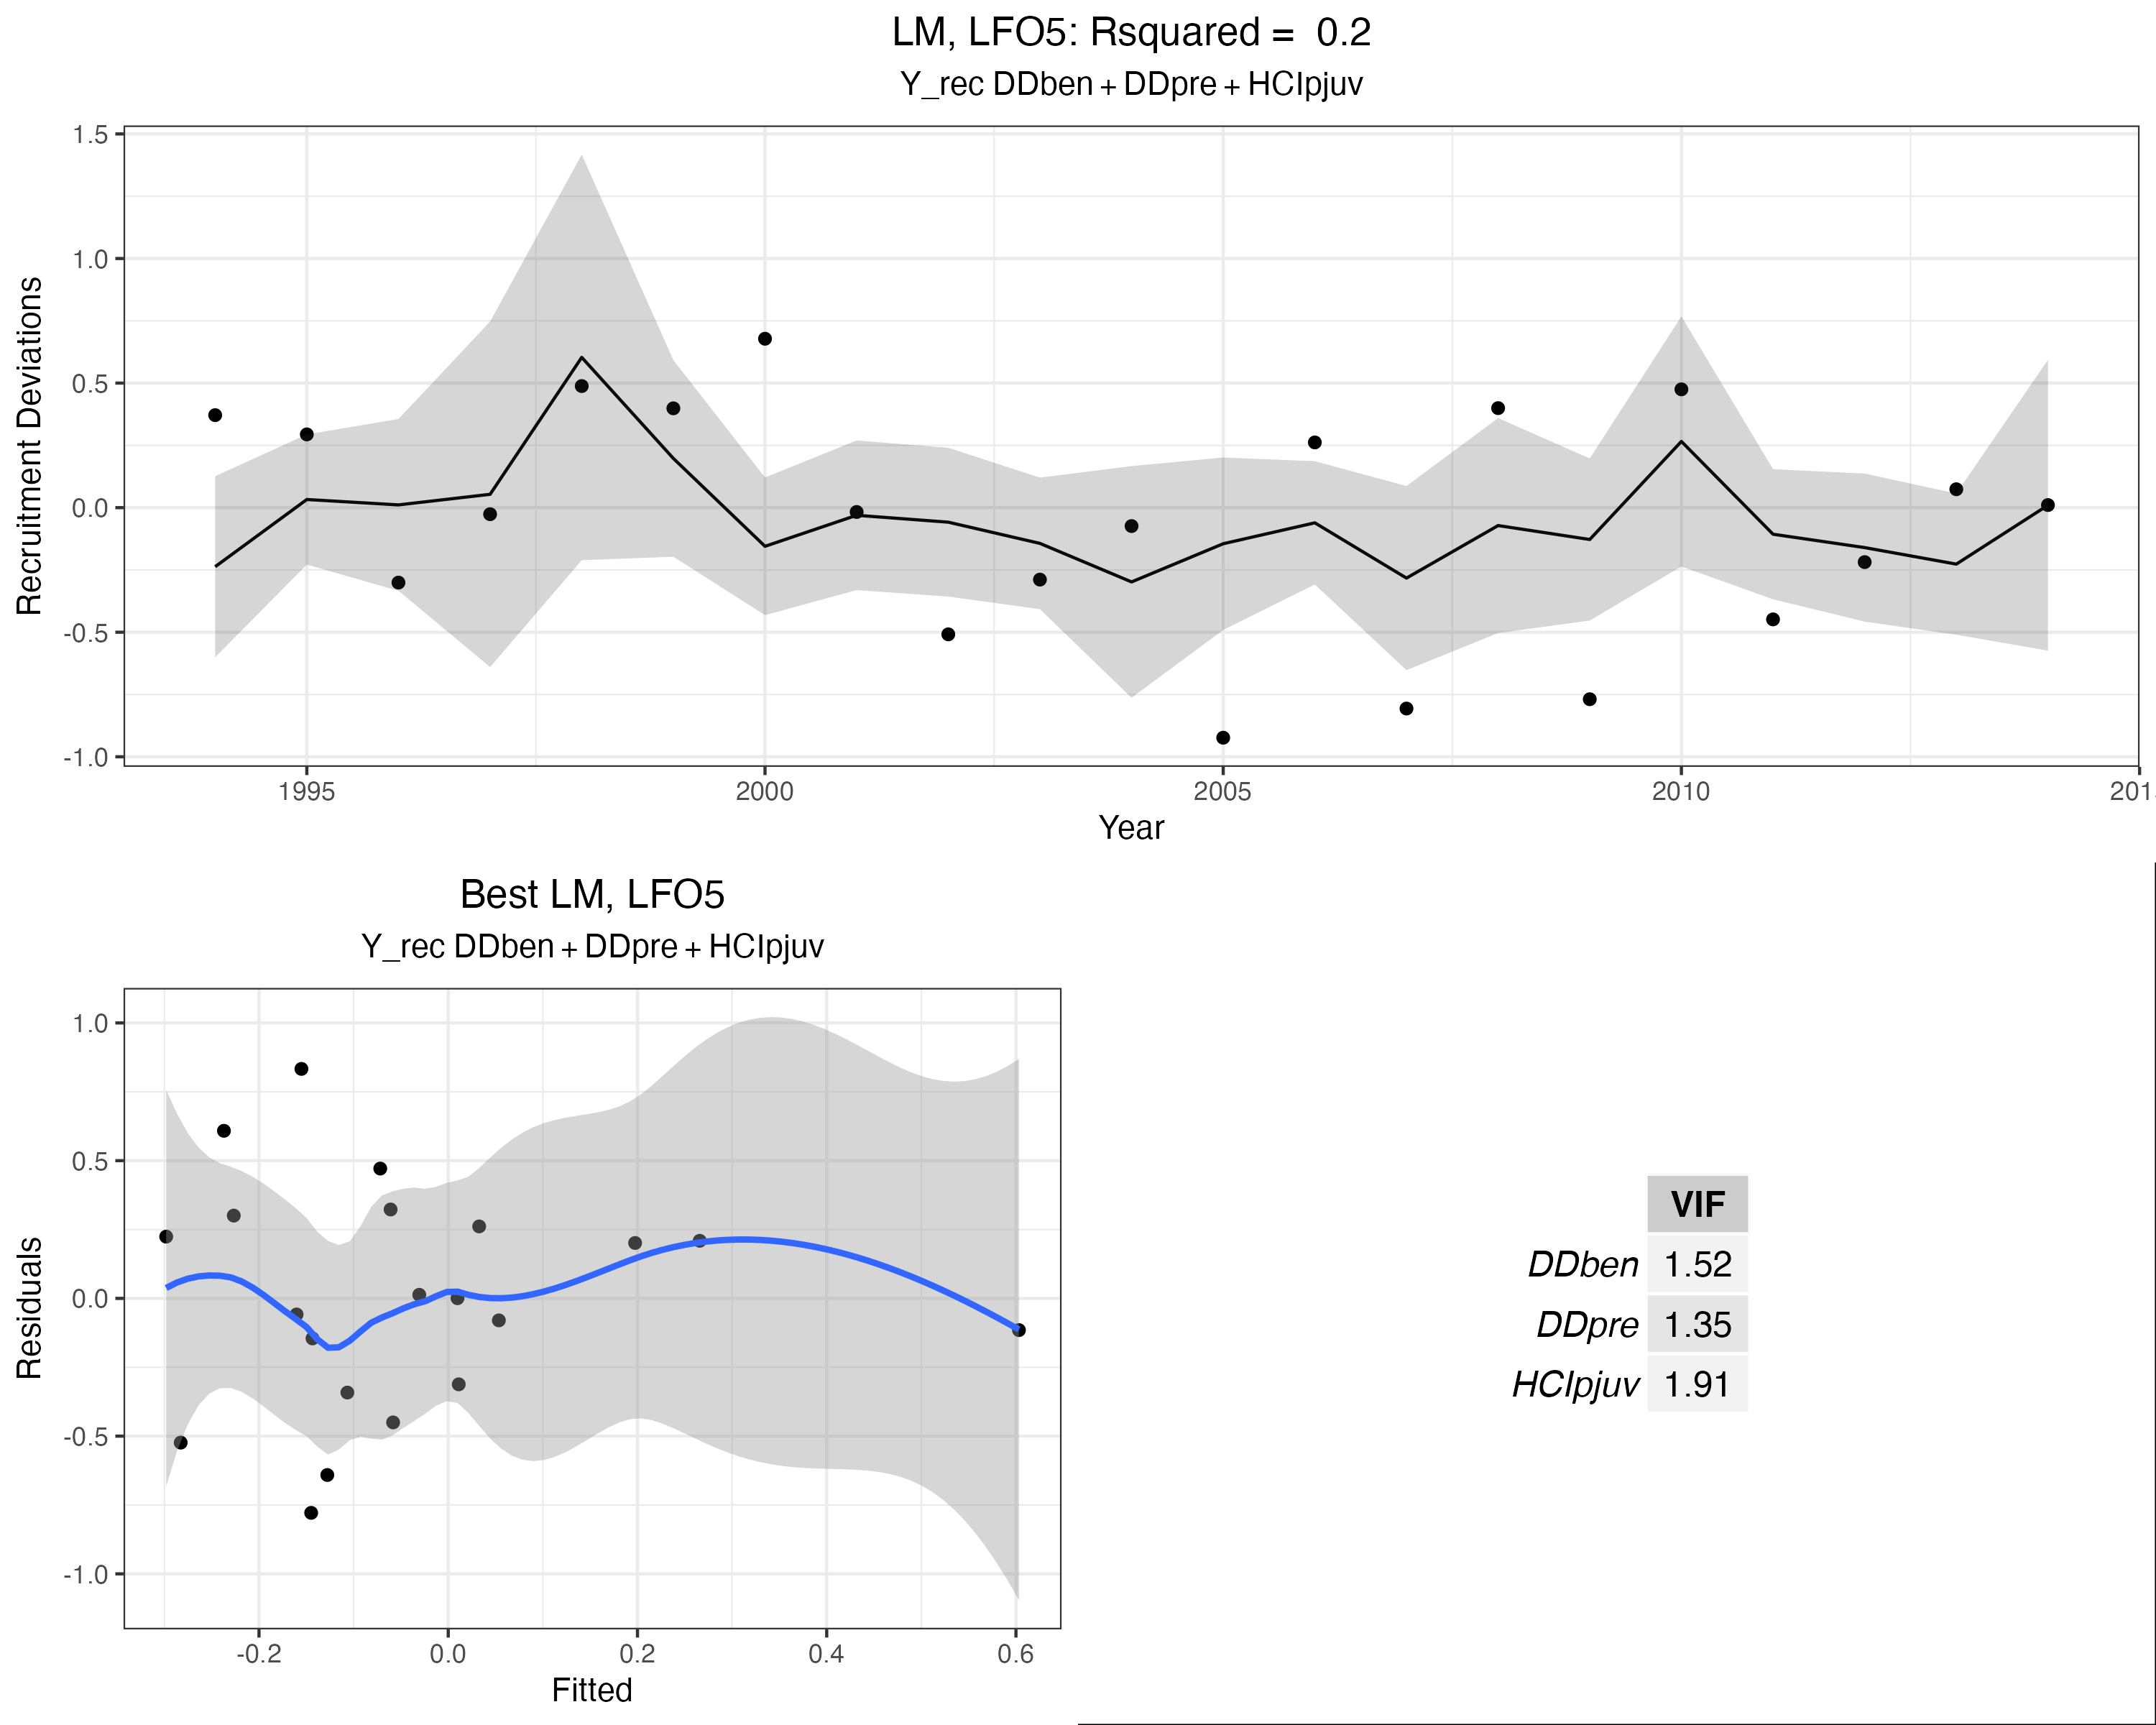 LM, LFO5: Rsquared = 0.2
Y_rec DDben + DDpre + HCIpjuv
1.5
1.0
0.5
0.0
-0.5
-1.0
Recruitment Deviations
1995 2000 2005 2010 201
Year
Best LM, LFO5
Y_rec DDben + DDpre + HCIpjuv
1.0
0.5
0.0
-0.5
-1.0
Residuals
-0.2 0.0 0.2 0.4 0.6
Fitted
VIF
DDben 1.52
DDpre 1.35
HCIpjuv 1.91